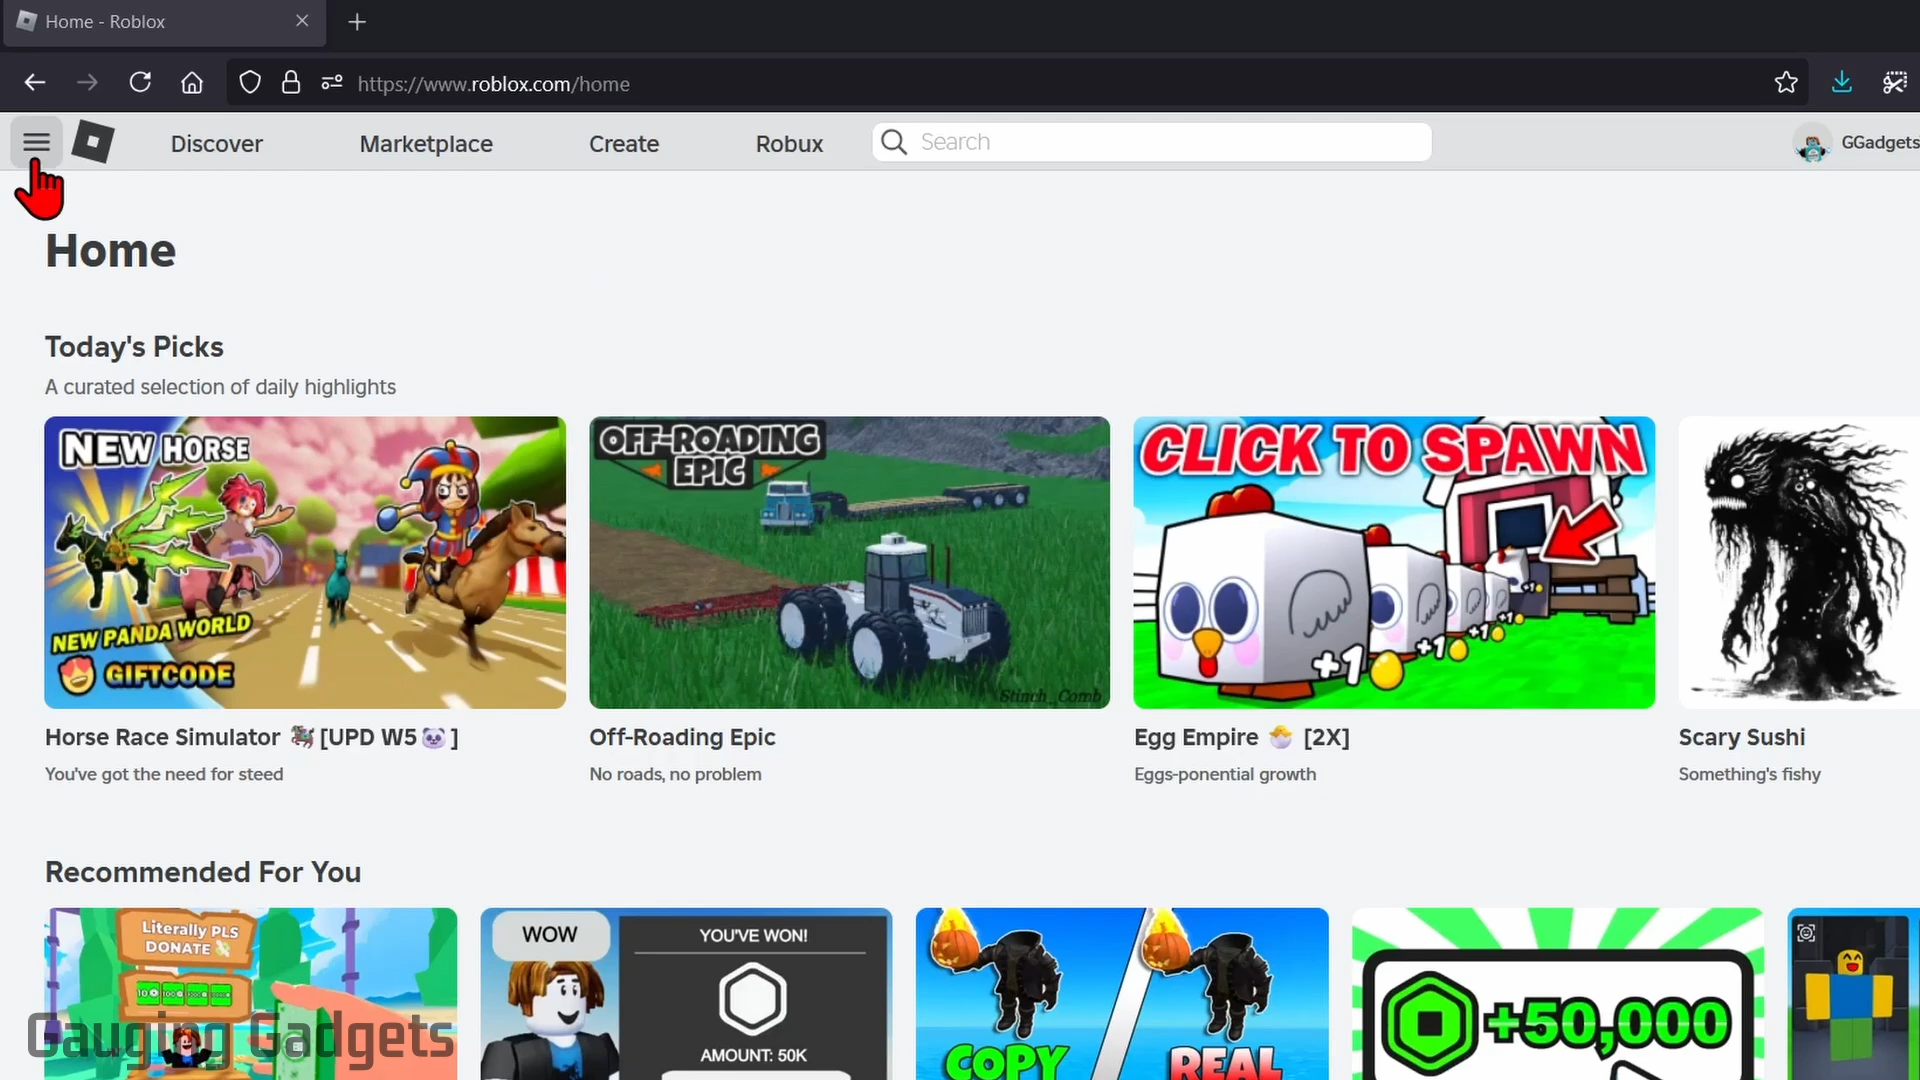 Home - Roblox
https://www.roblox.com/home
Discover
Marketplace
Create
Robux
Search
GGadgets
Home
Today's Picks
A curated selection of daily highlights
NEW HORSE
NEW PANDA WORLD
GIFTCODE
OFF-ROADING
EPIC
Stinch_Comb
CLICK TO SPAWN
+1
+1
+1
+1
Horse Race Simulator 🎠[UPD W5🐼]
You've got the need for steed
Off-Roading Epic
No roads, no problem
Egg Empire 🐣 [2X]
Eggs-ponential growth
Scary Sushi
Something's fishy
Recommended For You
Literally PLS
DONATE 💸
WOW
YOU'VE WON!
AMOUNT: 50K
COPY
REAL
+50,000
Gauging Gadgets